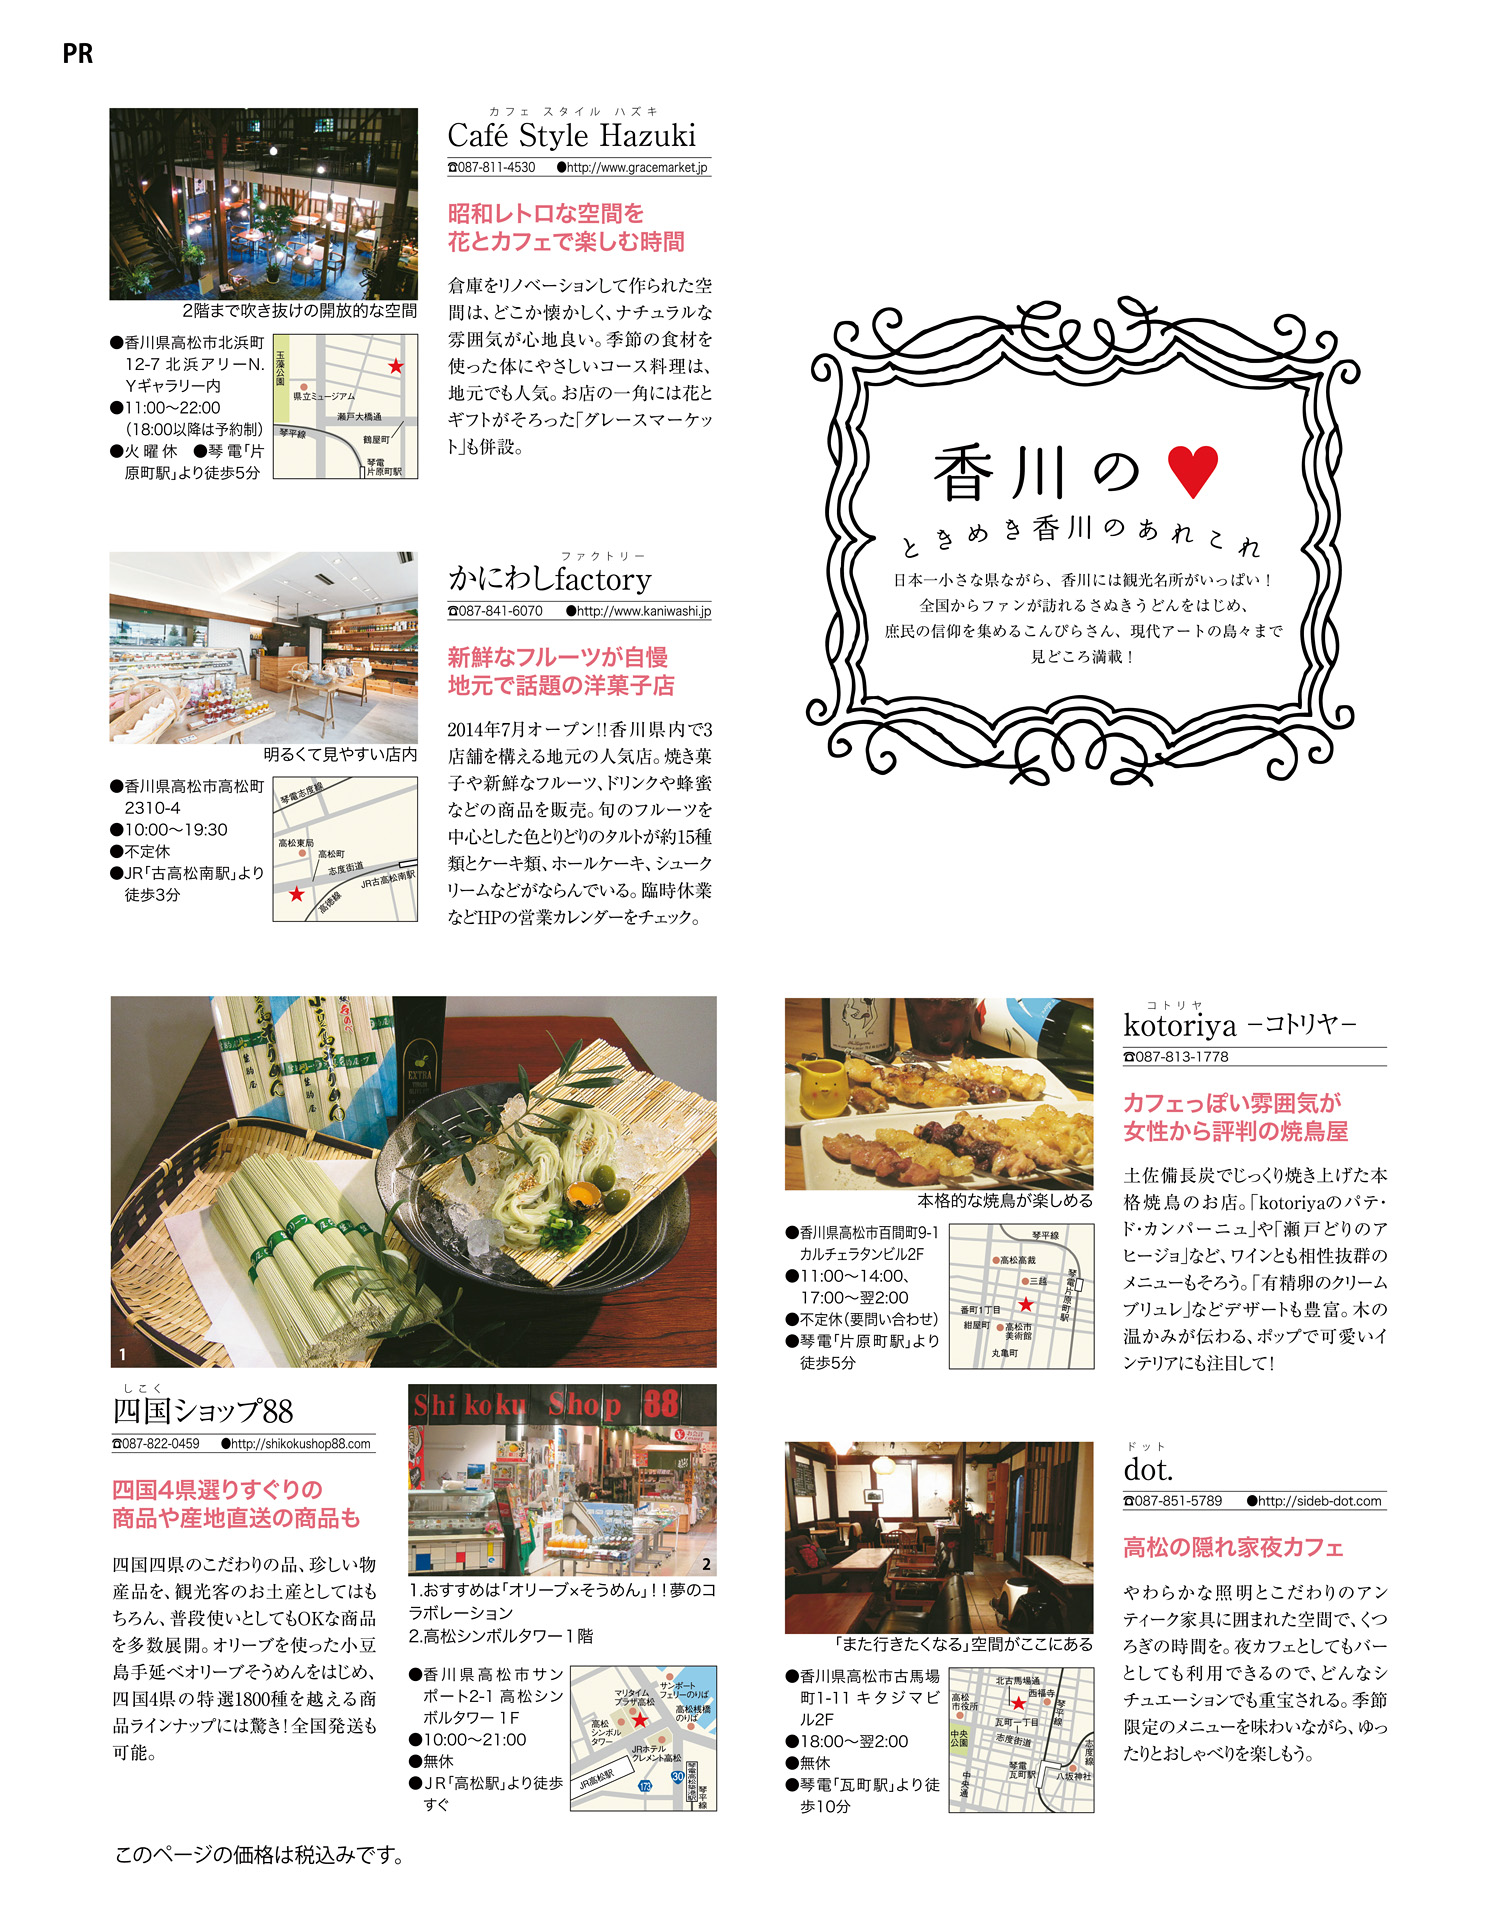 PR
カフェ スタイル ハズキ
Café Style Hazuki
☎087-811-4530 ●http://www.gracemarket.jp
昭和レトロな空間を
花とカフェで楽しむ時間
倉庫をリノベーションして作られた空
間は、どこか懐かしく、ナチュラルな
雰囲気が心地良い。季節の食材を
使った体にやさしいコース料理は、
地元でも人気。お店の一角には花と
ギフトがそろった「グレースマーケッ
ト」も併設。
2階まで吹き抜けの開放的な空間
●香川県高松市北浜町
12-7 北浜アリーN.
Yギャラリー内
●11:00〜22:00
（18:00以降は予約制）
●火曜休 ●琴電「片
原町駅」より徒歩5分
玉藻公園
県立ミュージアム
瀬戸大橋通
琴平線
鶴屋町
琴電
片原町駅
香川の♥
ときめき香川のあれこれ
日本一小さな県ながら、香川には観光名所がいっぱい！
全国からファンが訪れるさぬきうどんをはじめ、
庶民の信仰を集めるこんぴらさん、現代アートの島々まで
見どころ満載！
ファクトリー
かにわしfactory
☎087-841-6070 ●http://www.kaniwashi.jp
新鮮なフルーツが自慢
地元で話題の洋菓子店
2014年7月オープン!!香川県内で3
店舗を構える地元の人気店。焼き菓
子や新鮮なフルーツ、ドリンクや蜂蜜
などの商品を販売。旬のフルーツを
中心とした色とりどりのタルトが約15種
類とケーキ類、ホールケーキ、シューク
リームなどがならんでいる。臨時休業
などHPの営業カレンダーをチェック。
明るくて見やすい店内
●香川県高松市高松町
2310-4
●10:00〜19:30
●不定休
●JR「古高松南駅」より
徒歩3分
琴電志度線
高松東局
高松町
志度街道
JR古高松南駅
高徳線
EXTRA
1
しこく
四国ショップ88
☎087-822-0459 ●http://shikokushop88.com
四国4県選りすぐりの
商品や産地直送の商品も
四国四県のこだわりの品、珍しい物
産品を、観光客のお土産としてはも
ちろん、普段使いとしてもOKな商品
を多数展開。オリーブを使った小豆
島手延べオリーブそうめんをはじめ、
四国4県の特選1800種を越える商
品ラインナップには驚き！全国発送も
可能。
Shikoku Shop 88
2
1.おすすめは「オリーブ×そうめん」！！夢のコ
ラボレーション
2.高松シンボルタワー1階
●香川県高松市サン
ポート2-1 高松シン
ボルタワー 1F
●10:00〜21:00
●無休
●JR「高松駅」より徒歩
すぐ
マリタイム
プラザ高松
サンポート
フェリーのりば
高松桟橋
のりば
高松
シンボル
タワー
JRホテル
クレメント高松
JR高松駅
173
30
琴電高松築港駅
琴平線
コトリヤ
kotoriya −コトリヤ−
☎087-813-1778
カフェっぽい雰囲気が
女性から評判の焼鳥屋
土佐備長炭でじっくり焼き上げた本
格焼鳥のお店。「kotoriyaのパテ・
ド・カンパーニュ」や「瀬戸どりのア
ヒージョ」など、ワインとも相性抜群の
メニューもそろう。「有精卵のクリーム
ブリュレ」などデザートも豊富。木の
温かみが伝わる、ポップで可愛いイ
ンテリアにも注目して！
本格的な焼鳥が楽しめる
●香川県高松市百間町9-1
カルチェラタンビル2F
●11:00〜14:00、
17:00〜翌2:00
●不定休（要問い合わせ）
●琴電「片原町駅」より
徒歩5分
琴平線
高松高裁
三越
琴電片原町駅
番町1丁目
紺屋町
高松市
美術館
丸亀町
ドット
dot.
☎087-851-5789 ●http://sideb-dot.com
高松の隠れ家夜カフェ
やわらかな照明とこだわりのアン
ティーク家具に囲まれた空間で、くつ
ろぎの時間を。夜カフェとしてもバー
としても利用できるので、どんなシ
チュエーションでも重宝される。季節
限定のメニューを味わいながら、ゆっ
たりとおしゃべりを楽しもう。
「また行きたくなる」空間がここにある
●香川県高松市古馬場
町1-11 キタジマビ
ル2F
●18:00〜翌2:00
●無休
●琴電「瓦町駅」より徒
歩10分
北古馬場通
高松
市役所
西福寺
琴平線
瓦町一丁目
中央
公園
志度街道
志度線
琴電
瓦町駅
中央通
八坂神社
このページの価格は税込みです。